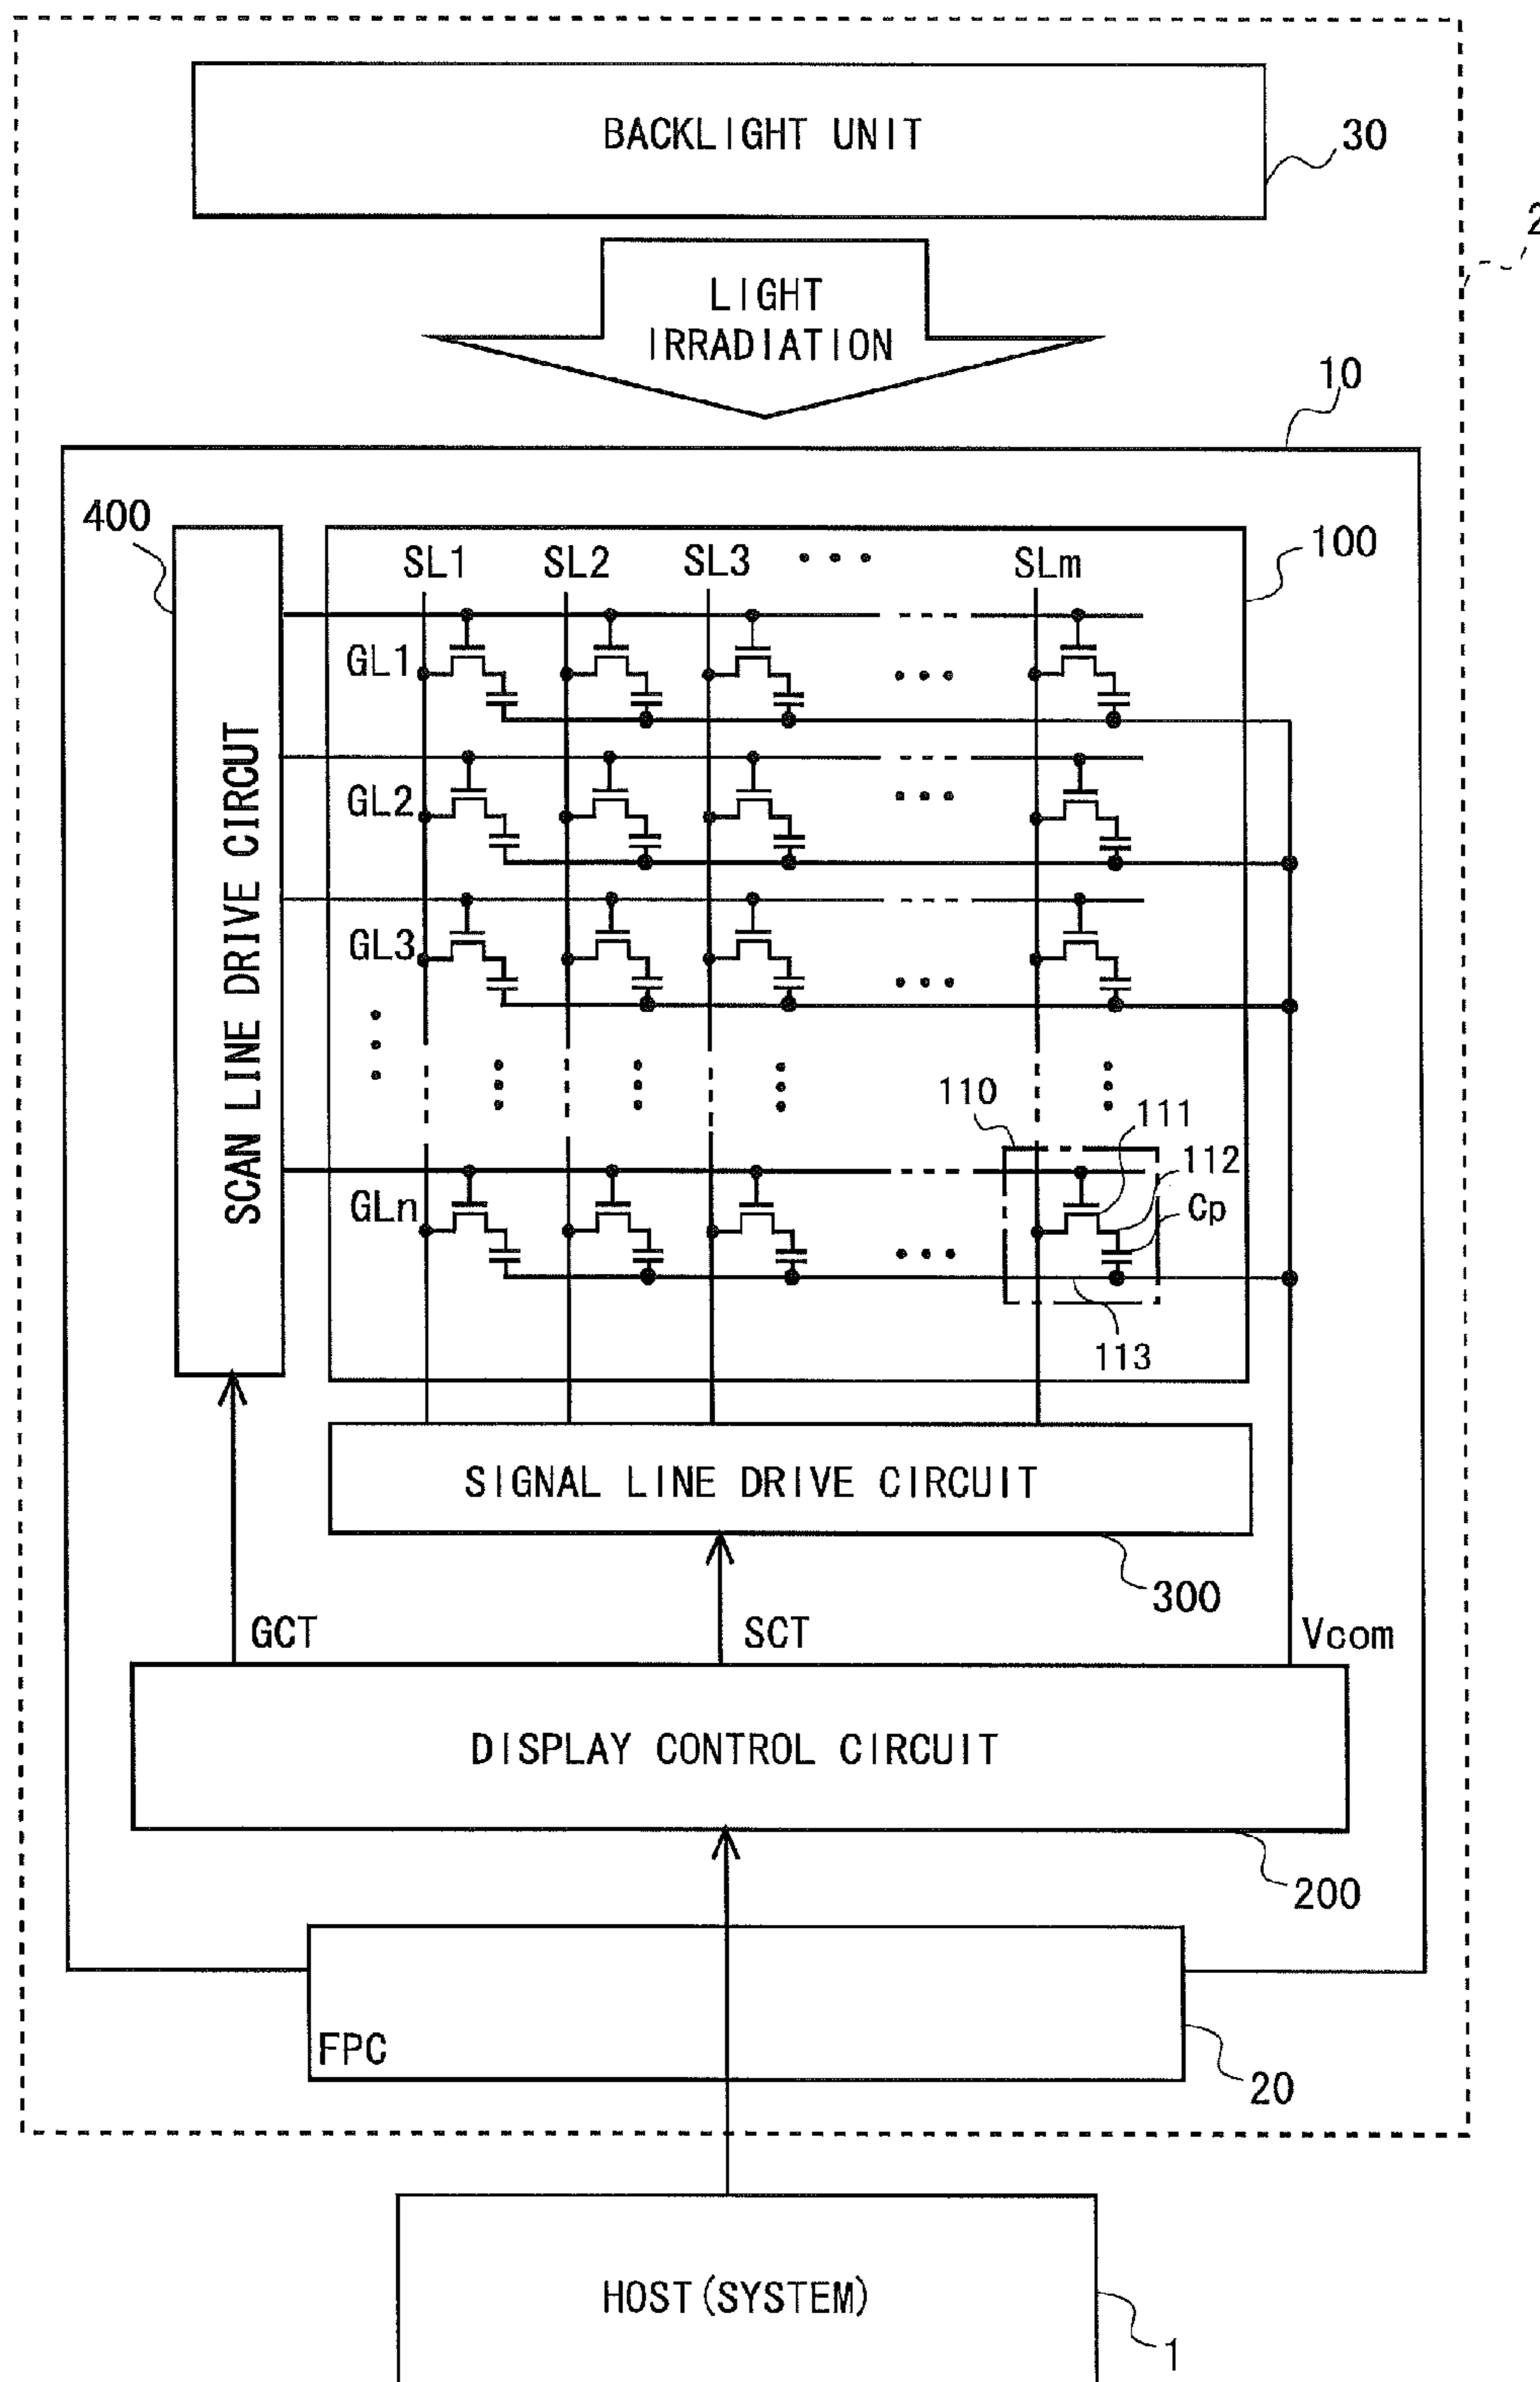 BACKLIGHT UNIT
30
2
LIGHT
IRRADIATION
10
400
100
SL1 SL2 SL3 • • • SLm
GL1
GL2
GL3
SCAN LINE DRIVE CIRCUT
110
111
112
GLn
Cp
113
SIGNAL LINE DRIVE CIRCUIT
300
GCT
SCT
Vcom
DISPLAY CONTROL CIRCUIT
200
FPC
20
HOST(SYSTEM)
1